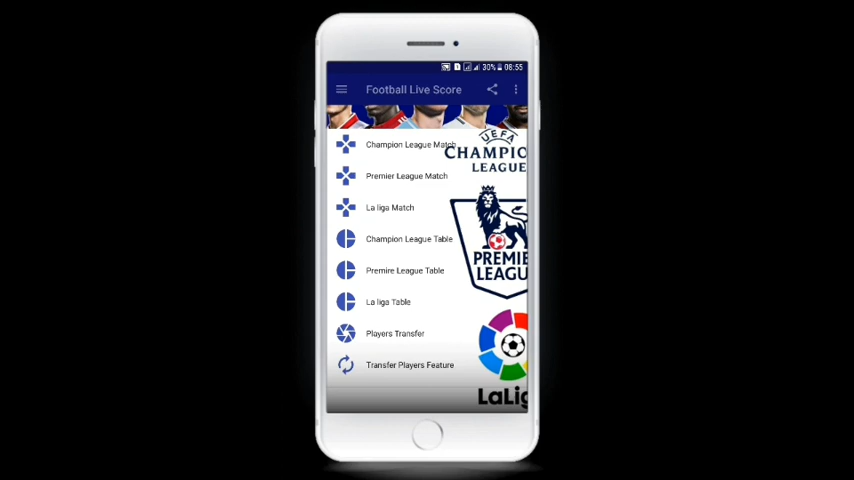 30% 08:55
Football Live Score
Champion League Match
UEFA
CHAMPIO
LEAGUE
Premier League Match
La liga Match
Champion League Table
PREMIE
LEAGU
Premire League Table
La liga Table
Players Transfer
Transfer Players Feature
LaLig